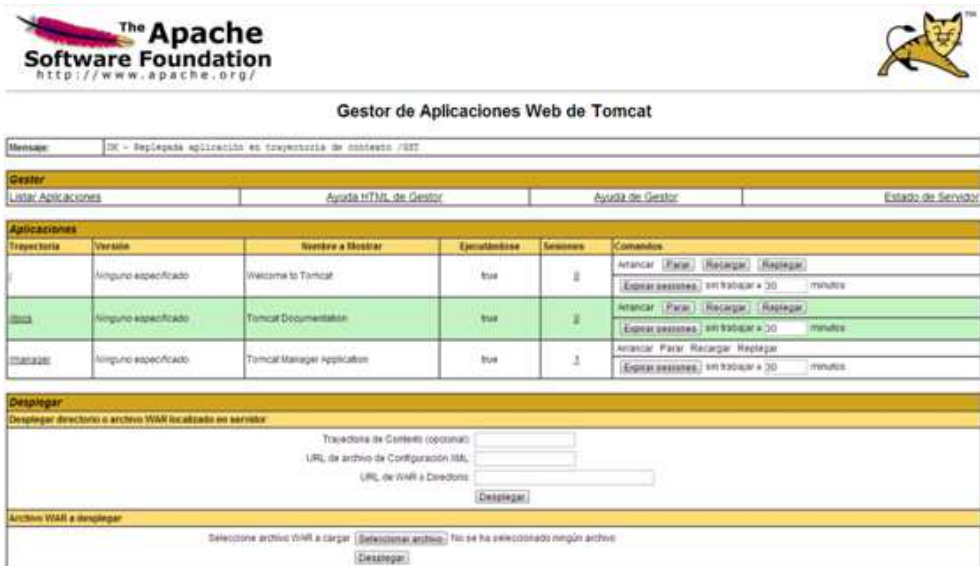 The Apache
Software Foundation
http://www.apache.org/
TM
Gestor de Aplicaciones Web de Tomcat
Mensaje: OK - Replegada aplicación en trayectoria de contexto
Gestor
Listar Aplicaciones Ayuda HTML de Gestor Ayuda de Gestor Estado de Servidor
Aplicaciones
Trayectoria Versión Nombre a Mostrar Ejecutándose Sesiones Comandos
/ Ninguno especificado Welcome to Tomcat true 0 Arrancar Parar Recargar Replegar
Expirar sesiones sin trabajar ≥ 30 minutos
/docs Ninguno especificado Tomcat Documentation true 0 Arrancar Parar Recargar Replegar
Expirar sesiones sin trabajar ≥ 30 minutos
/manager Ninguno especificado Tomcat Manager Application true 1 Arrancar Parar Recargar Replegar
Expirar sesiones sin trabajar ≥ 30 minutos
Desplegar
Desplegar directorio o archivo WAR localizado en servidor
Trayectoria de Contexto (opcional):
URL de archivo de Configuración XML:
URL de WAR o Directorio:
Desplegar
Archivo WAR a desplegar
Seleccione archivo WAR a cargar Seleccionar archivo No se ha seleccionado ningún archivo
Desplegar